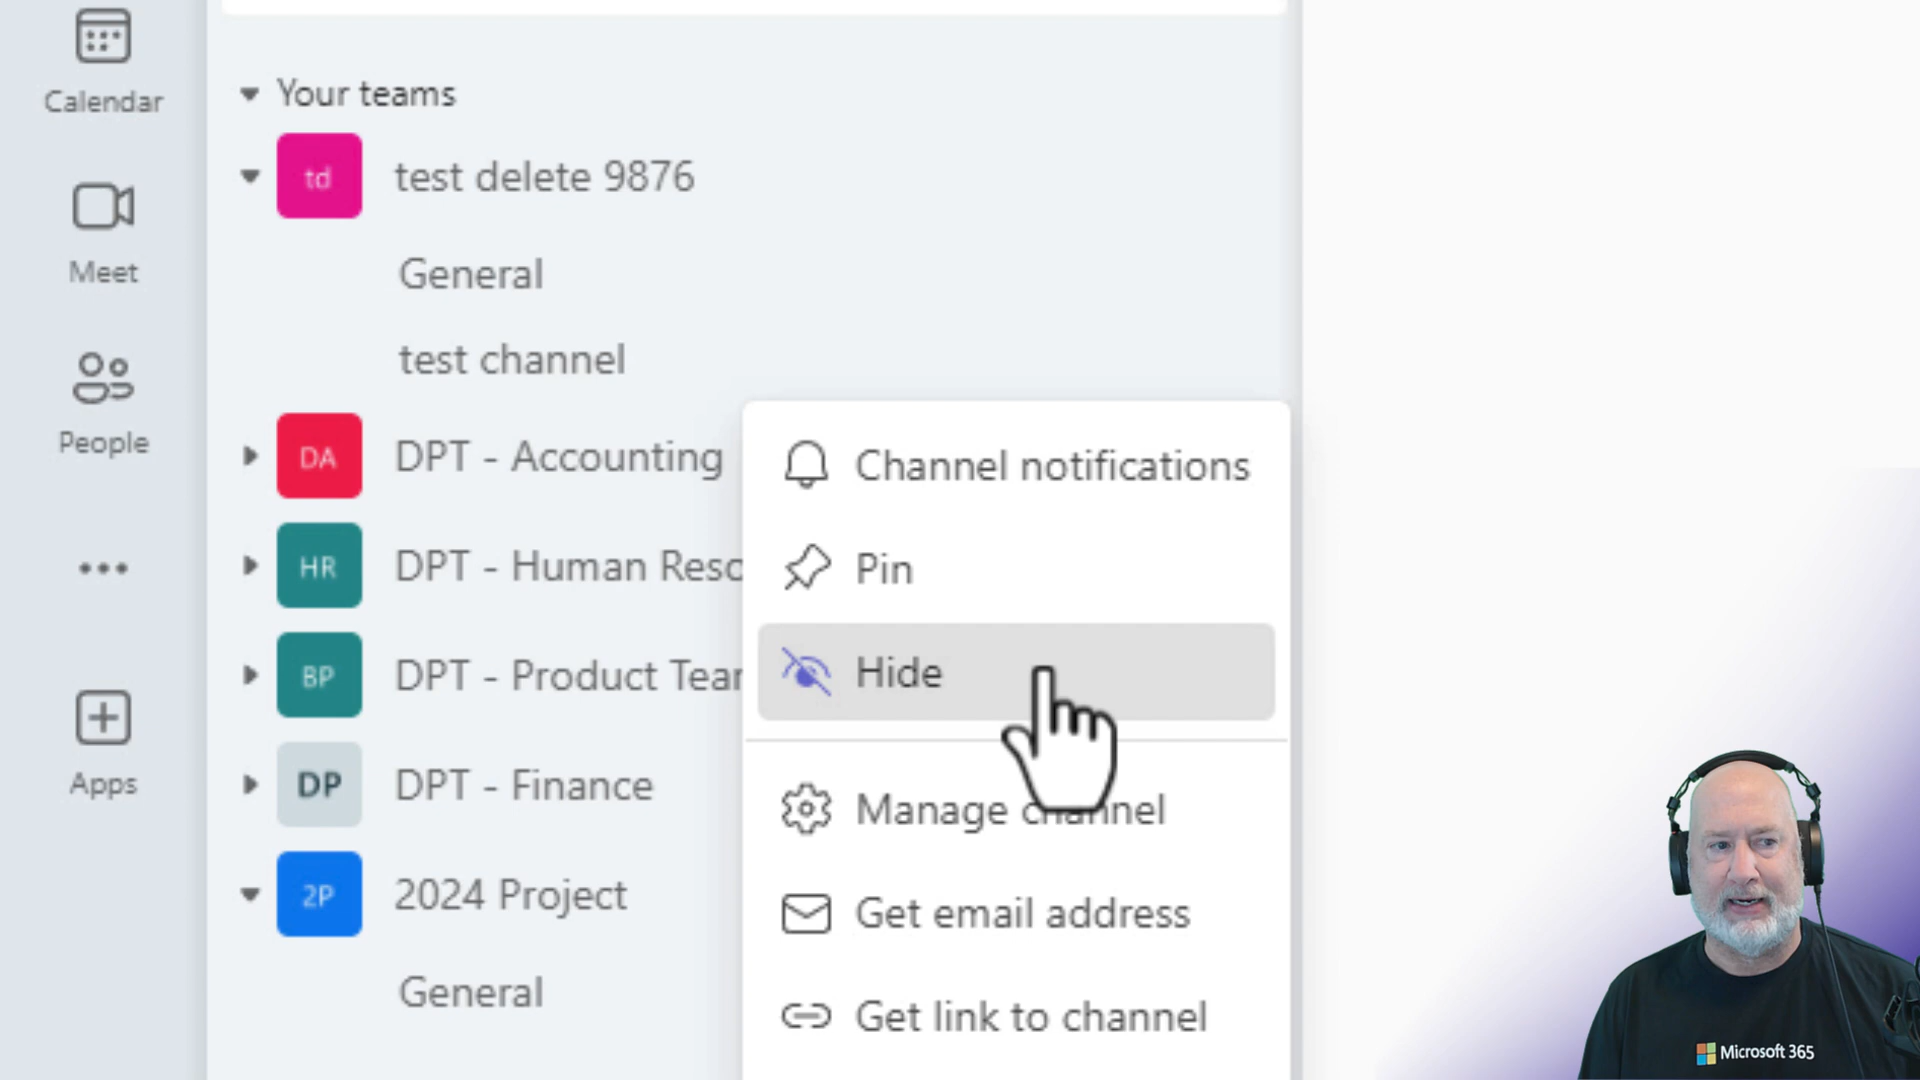 Calendar
Meet
People
Apps
Your teams
td test delete 9876
General
test channel
DA DPT - Accounting
HR DPT - Human Reso
BP DPT - Product Tea
DP DPT - Finance
2P 2024 Project
General
Channel notifications
Pin
Hide
Manage channel
Get email address
Get link to channel
Microsoft 365